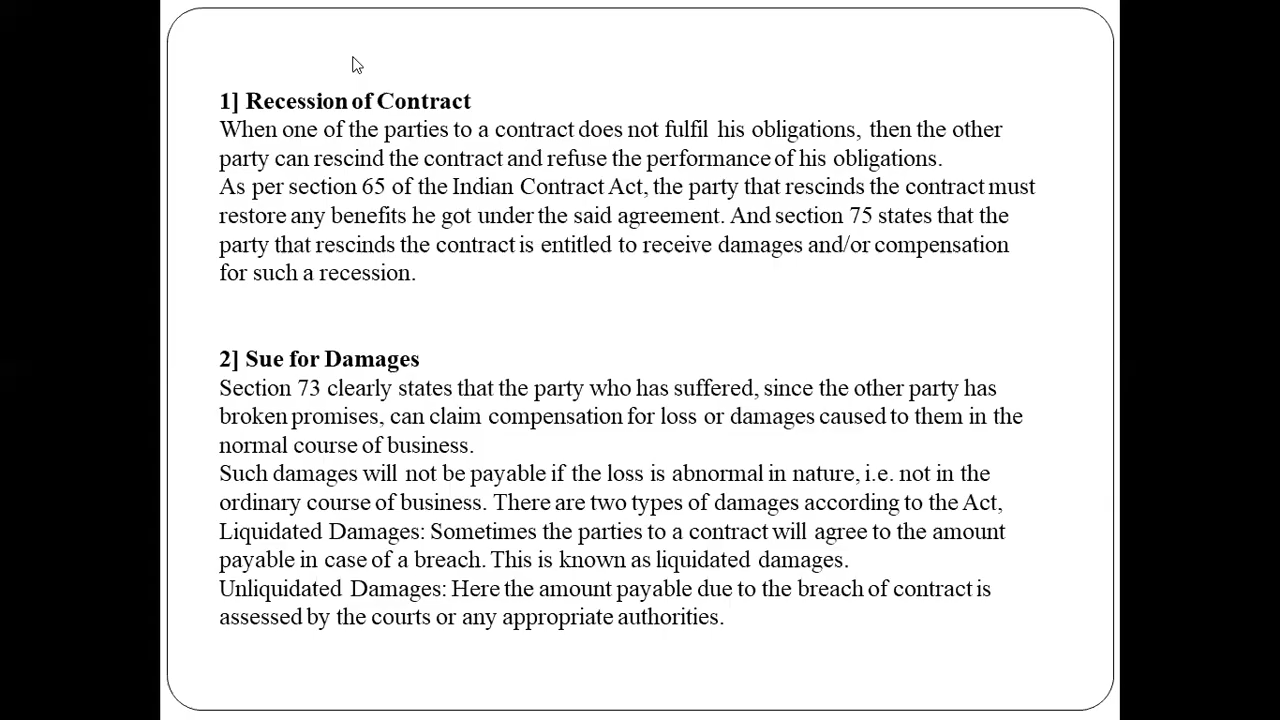 1] Recession of Contract
When one of the parties to a contract does not fulfil his obligations, then the other
party can rescind the contract and refuse the performance of his obligations.
As per section 65 of the Indian Contract Act, the party that rescinds the contract must
restore any benefits he got under the said agreement. And section 75 states that the
party that rescinds the contract is entitled to receive damages and/or compensation
for such a recession.
2] Sue for Damages
Section 73 clearly states that the party who has suffered, since the other party has
broken promises, can claim compensation for loss or damages caused to them in the
normal course of business.
Such damages will not be payable if the loss is abnormal in nature, i.e. not in the
ordinary course of business. There are two types of damages according to the Act,
Liquidated Damages: Sometimes the parties to a contract will agree to the amount
payable in case of a breach. This is known as liquidated damages.
Unliquidated Damages: Here the amount payable due to the breach of contract is
assessed by the courts or any appropriate authorities.